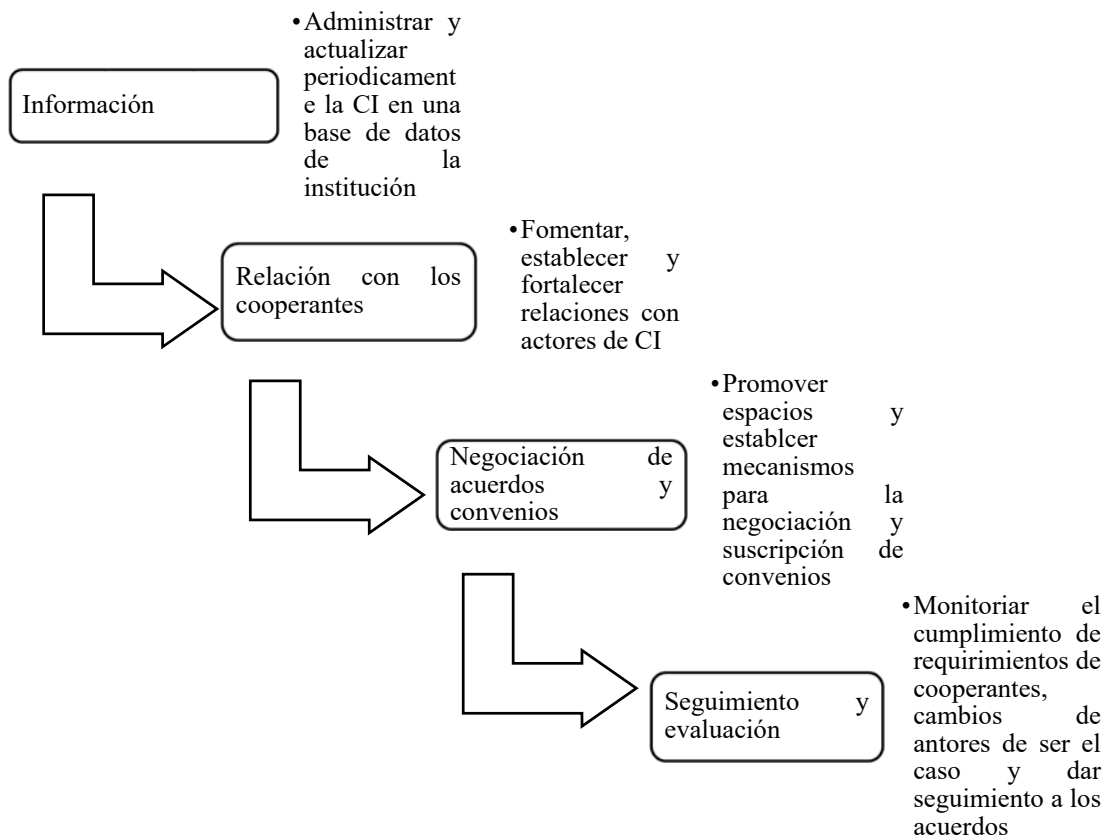 Información
•Administrar y
actualizar
periodicament
e la CI en una
base de datos
de la
institución
Relación con los
cooperantes
•Fomentar,
establecer y
fortalecer
relaciones con
actores de CI
Negociación de
acuerdos y
convenios
•Promover
espacios y
establcer
mecanismos
para la
negociación y
suscripción de
convenios
Seguimiento y
evaluación
•Monitoriar el
cumplimiento de
requirimientos de
cooperantes,
cambios de
antores de ser el
caso y dar
seguimiento a los
acuerdos